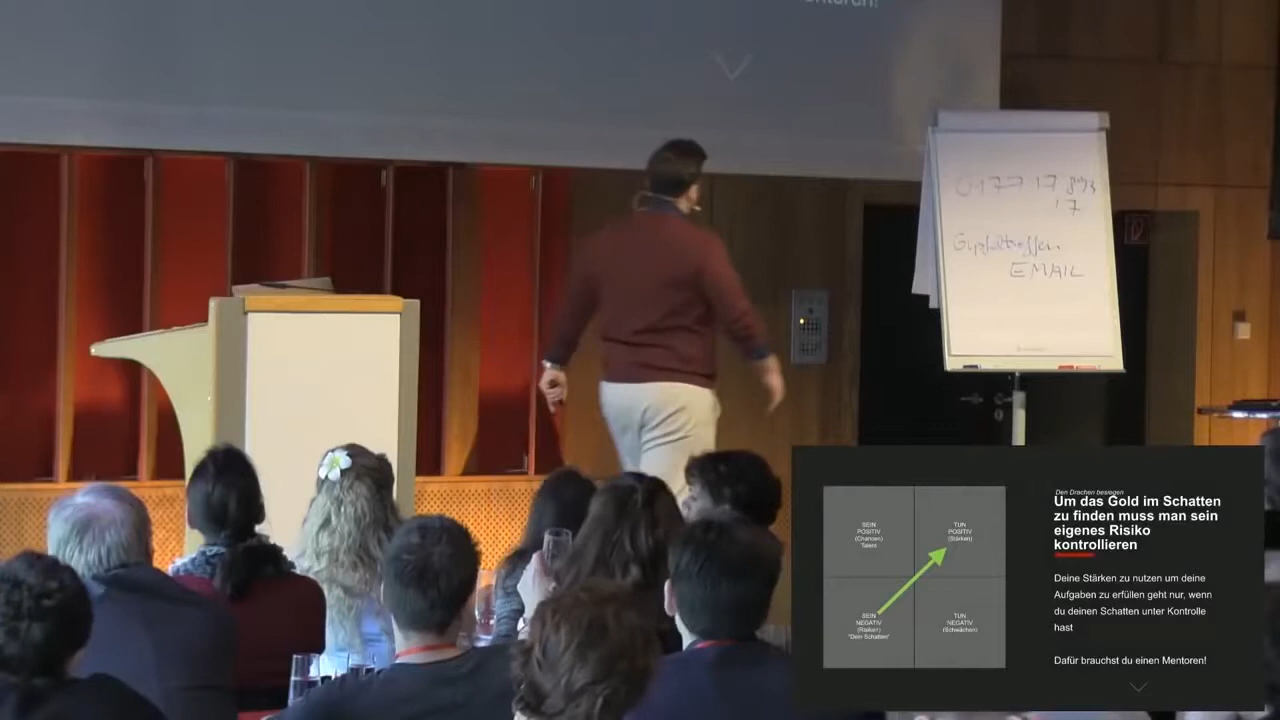 0177 17 893
17
Gipfeltreffen
EMAIL
SEIN
POSITIV
(Chancen)
Talent
TUN
POSITIV
(Stärken)
SEIN
NEGATIV
(Risiken)
"Dein Schatten"
TUN
NEGATIV
(Schwächen)
Den Drachen besiegen
Um das Gold im Schatten
zu finden muss man sein
eigenes Risiko
kontrollieren
Deine Stärken zu nutzen um deine
Aufgaben zu erfüllen geht nur, wenn
du deinen Schatten unter Kontrolle
hast
Dafür brauchst du einen Mentoren!